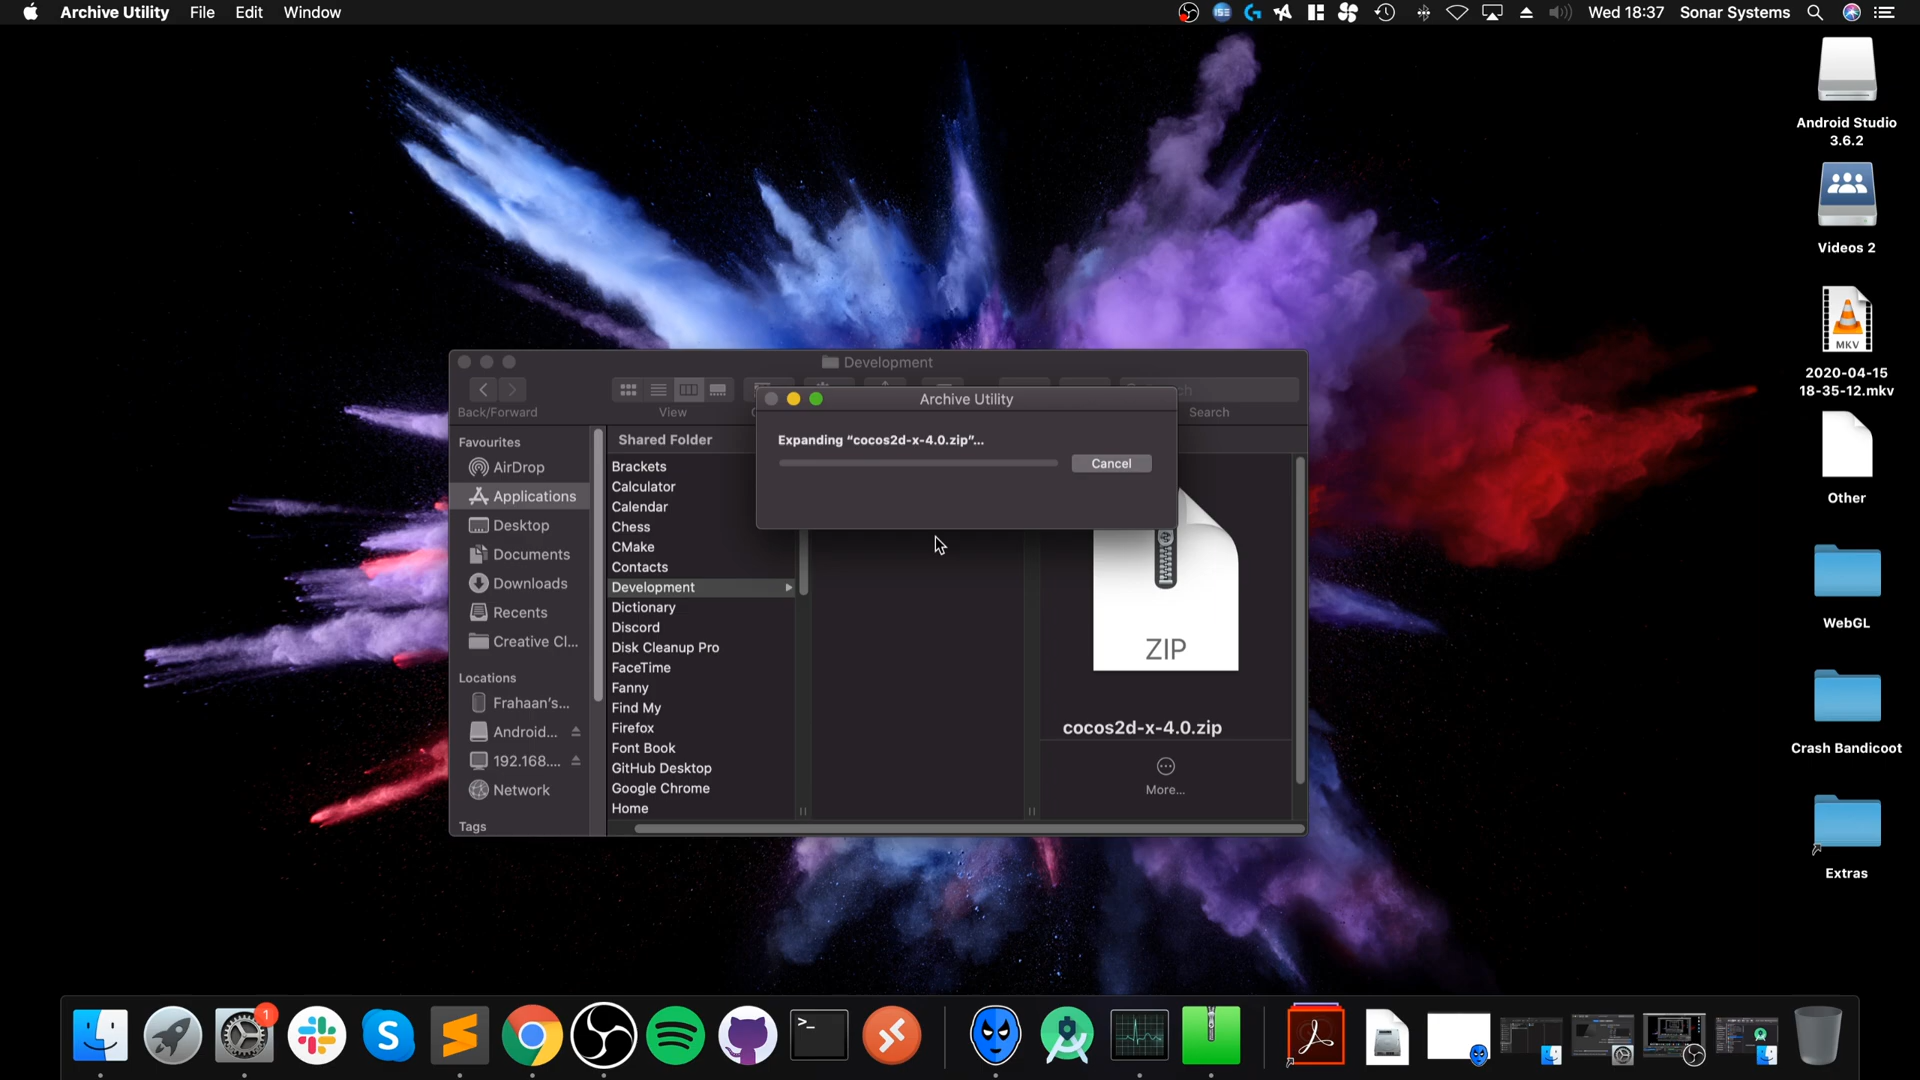 Archive Utility File Edit Window
Wed 18:37 Sonar Systems
Android Studio
3.6.2
Videos 2
MKV
2020-04-15
18-35-12.mkv
Other
WebGL
Crash Bandicoot
Extras
Development
Back/Forward
View
Search
Archive Utility
Expanding “cocos2d-x-4.0.zip”...
Cancel
Favourites
AirDrop
Applications
Desktop
Documents
Downloads
Recents
Creative Cl...
Locations
Frahaan’s...
Android...
192.168....
Network
Tags
Shared Folder
Brackets
Calculator
Calendar
Chess
CMake
Contacts
Development
Dictionary
Discord
Disk Cleanup Pro
FaceTime
Fanny
Find My
Firefox
Font Book
GitHub Desktop
Google Chrome
Home
ZIP
cocos2d-x-4.0.zip
More...
1